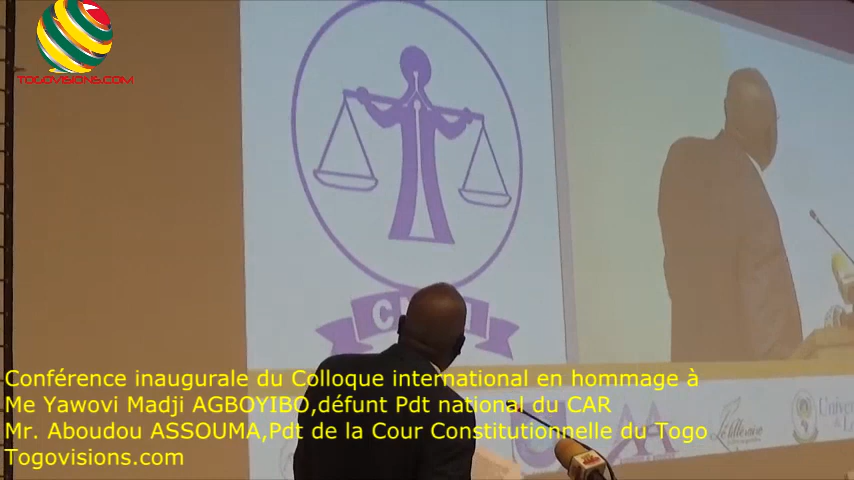 TOGOVISIONS.COM
Conférence inaugurale du Colloque international en hommage à
Me Yawovi Madji AGBOYIBO,défunt Pdt national du CAR
Mr. Aboudou ASSOUMA,Pdt de la Cour Constitutionnelle du Togo
Togovisions.com